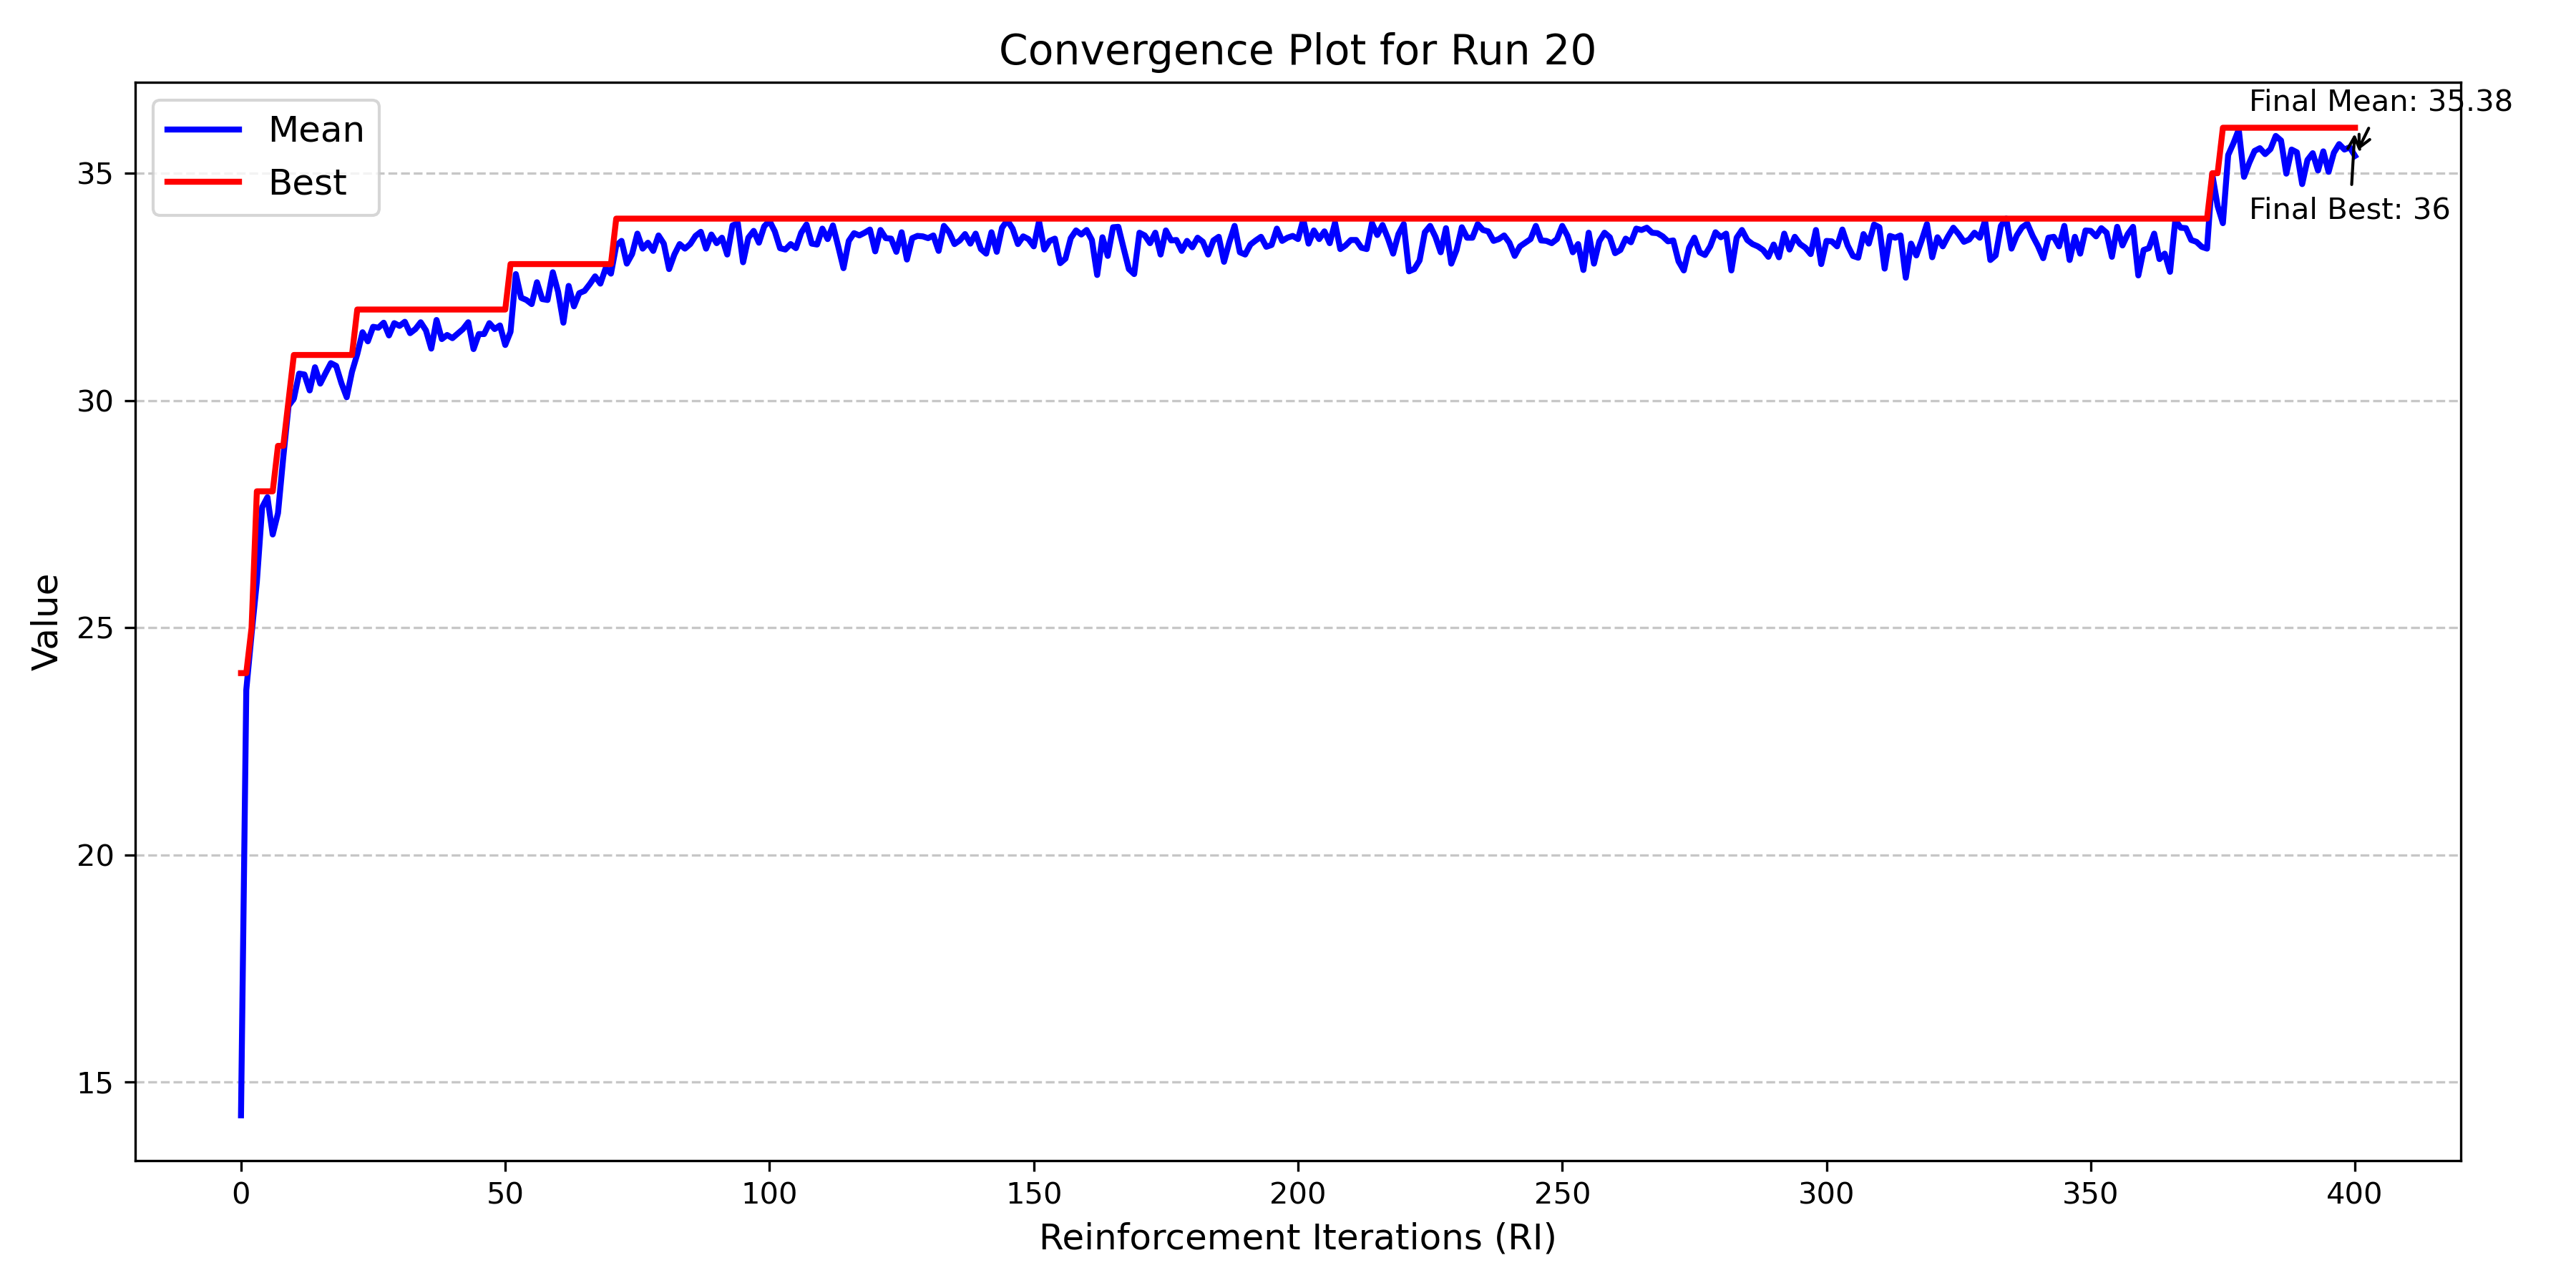 Convergence Plot for Run 20
Mean
Best
Final Mean: 35.38
Final Best: 36
Value
35
30
25
20
15
0 50 100 150 200 250 300 350 400
Reinforcement Iterations (RI)